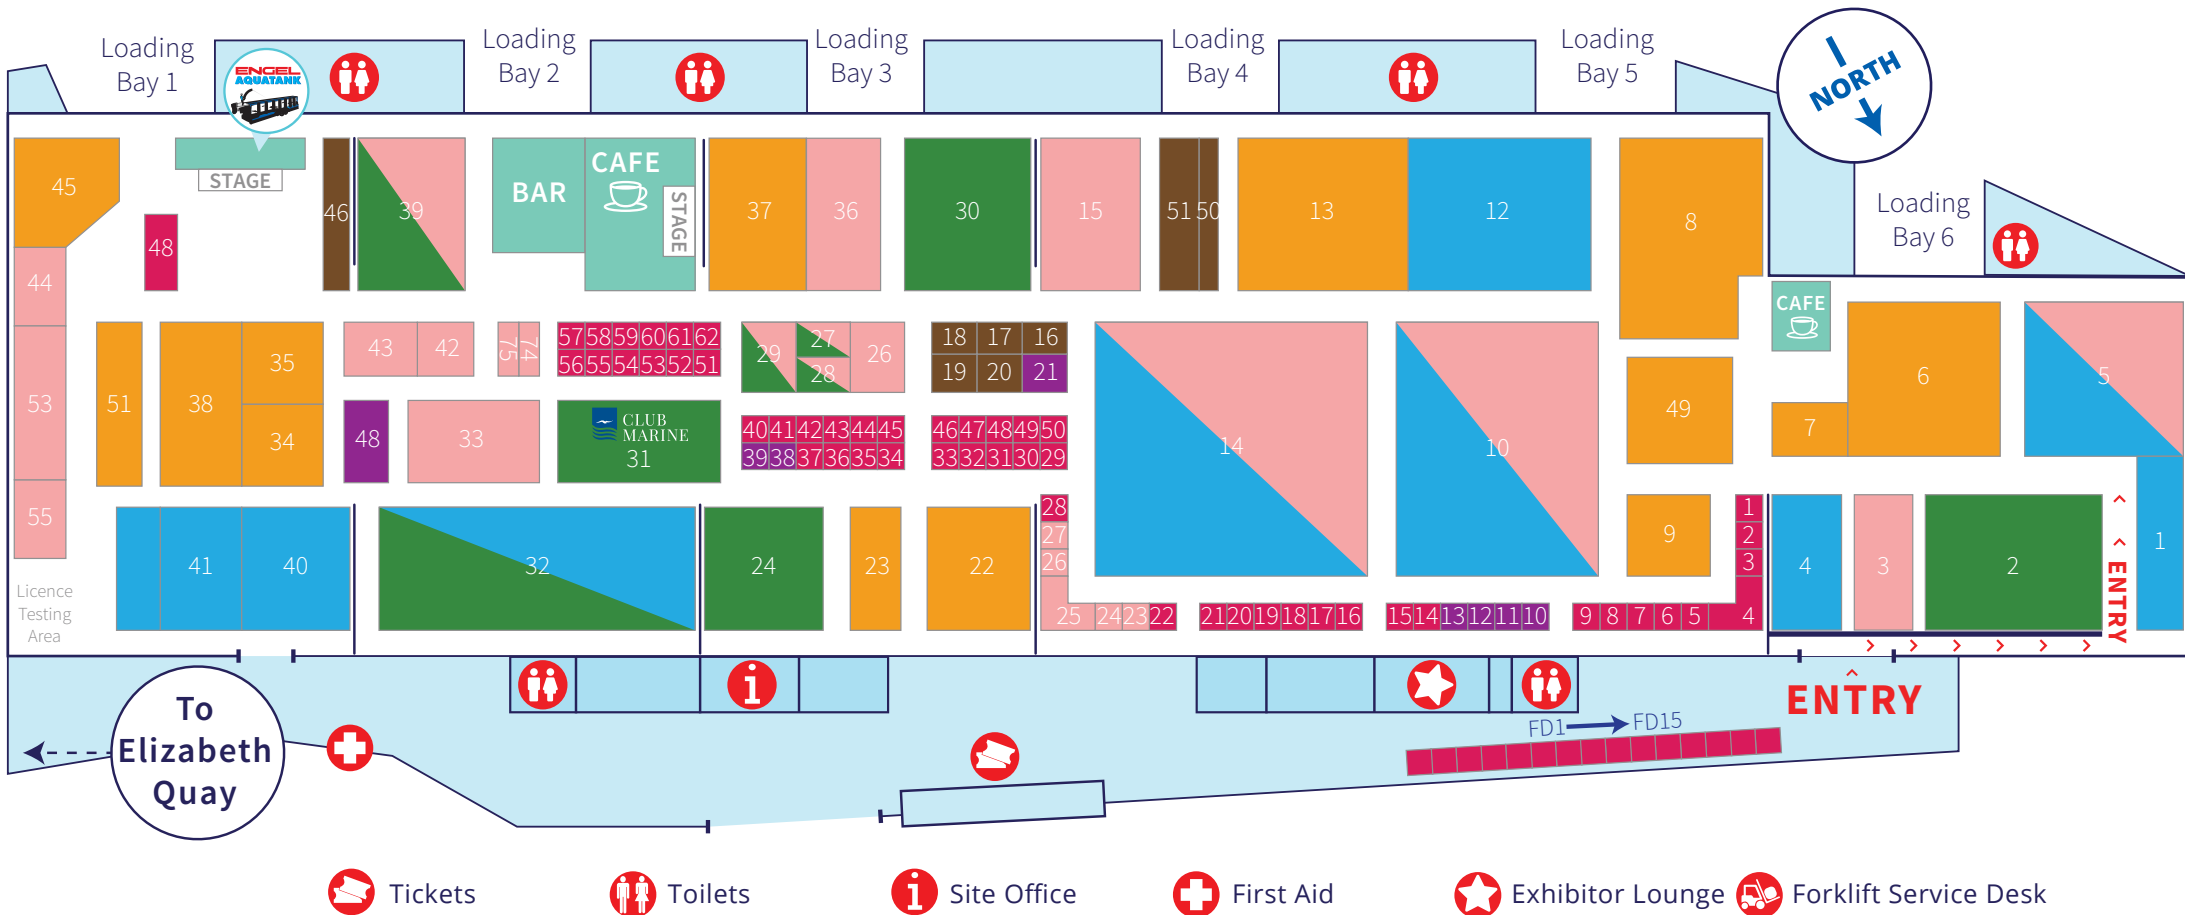 Loading
Bay 1
Loading
Bay 2
Loading
Bay 3
Loading
Bay 4
Loading
Bay 5
NORTH
ENGEL
AQUATANK
Loading
Bay 6
STAGE
45
48
46
39
BAR
CAFE
STAGE
37
36
30
15
51
50
13
12
8
44
53
55
CAFE
6
7
5
51
38
35
34
43
42
75
74
57 58 59 60 61 62
56 55 54 53 52 51
29
27
28
26
18 17 16
19 20 21
14
10
49
48
33
CLUB
MARINE
31
40 41 42 43 44 45
39 38 37 36 35 34
46 47 48 49 50
33 32 31 30 29
41
40
32
24
23
22
28
27
26
25 24 23 22
21 20 19 18 17 16
15 14 13 12 11 10
9 8 7 6 5 4
9
1
2
3
4
3
2
1
ENTRY
Licence
Testing
Area
ENTRY
FD1 FD15
To
Elizabeth
Quay
Tickets
Toilets
Site Office
First Aid
Exhibitor Lounge
Forklift Service Desk